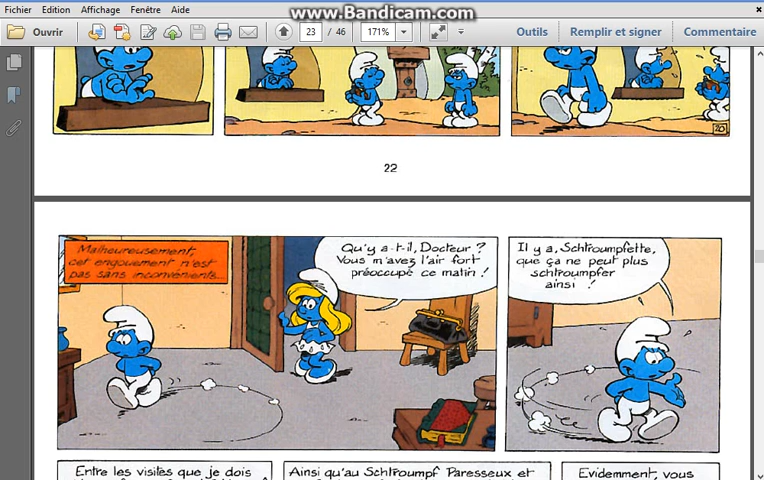 www.Bandicam.com
Fichier Edition Affichage Fenêtre Aide
Ouvrir 23 / 46 171% Outils Remplir et signer Commentaire
20
22
Malheureusement,
cet engouement n'est
pas sans inconvénients...
Qu'y a-t-il, Docteur ?
Vous m'avez l'air fort
préoccupé ce matin !
Il y a, Schtroumpfette,
que ça ne peut plus
schtroumpfer
ainsi !
Entre les visites que je dois
Ainsi qu'au Schtroumpf Paresseux et
Evidemment, vous